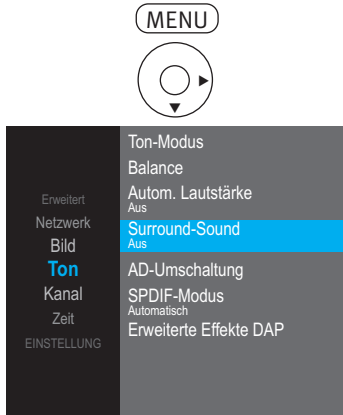 MENU
Erweitert
Netzwerk
Bild
Ton
Kanal
Zeit
EINSTELLUNG
Ton-Modus
Balance
Autom. Lautstärke
Aus
Surround-Sound
Aus
AD-Umschaltung
SPDIF-Modus
Automatisch
Erweiterte Effekte DAP